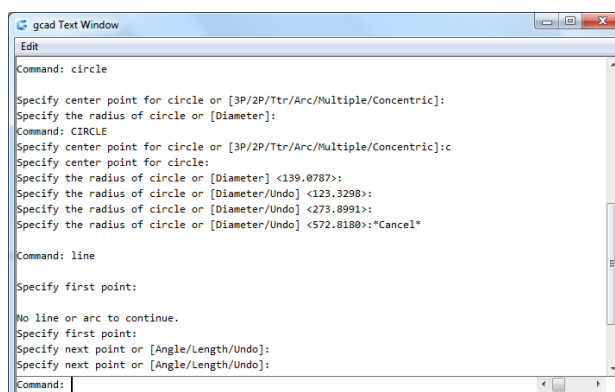 gcad Text Window
Edit
Command: circle
Specify center point for circle or [3P/2P/Ttr/Arc/Multiple/Concentric]:
Specify the radius of circle or [Diameter]:
Command: CIRCLE
Specify center point for circle or [3P/2P/Ttr/Arc/Multiple/Concentric]:c
Specify center point for circle:
Specify the radius of circle or [Diameter] <139.0787>:
Specify the radius of circle or [Diameter/Undo] <123.3298>:
Specify the radius of circle or [Diameter/Undo] <273.8991>:
Specify the radius of circle or [Diameter/Undo] <572.8180>:*Cancel*
Command: line
Specify first point:
No line or arc to continue.
Specify first point:
Specify next point or [Angle/Length/Undo]:
Specify next point or [Angle/Length/Undo]:
Command: